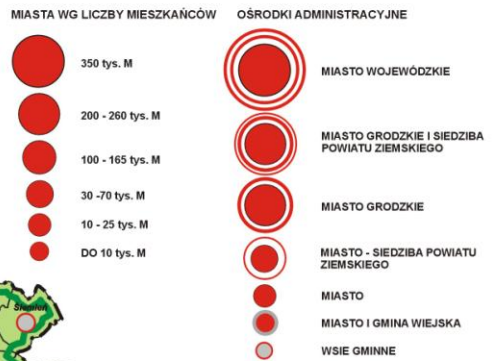 MIASTA WG LICZBY MIESZKAŃCÓW
350 tys. M
200 - 260 tys. M
100 - 165 tys. M
30 -70 tys. M
10 - 25 tys. M
DO 10 tys. M
OŚRODKI ADMINISTRACYJNE
MIASTO WOJEWÓDZKIE
MIASTO GRODZKIE I SIEDZIBA
POWIATU ZIEMSKIEGO
MIASTO GRODZKIE
MIASTO - SIEDZIBA POWIATU
ZIEMSKIEGO
MIASTO
MIASTO I GMINA WIEJSKA
WSIE GMINNE
Siemień